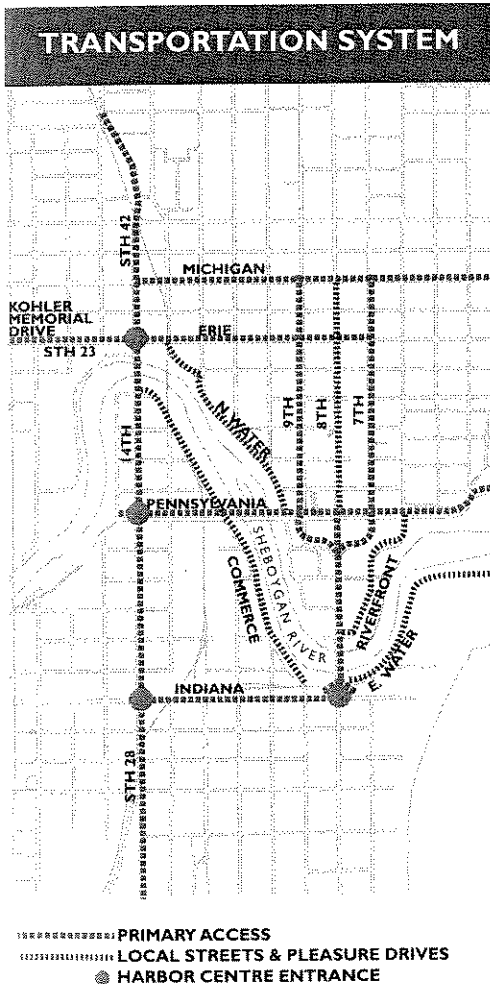 TRANSPORTATION SYSTEM
STH 42
MICHIGAN
KOHLER
MEMORIAL
DRIVE
STH 23
ERIE
14TH
N. WATER
9TH
8TH
7TH
PENNSYLVANIA
SHEBOYGAN RIVER
COMMERCE
RIVERFRONT
E. WATER
INDIANA
STH 28
PRIMARY ACCESS
LOCAL STREETS & PLEASURE DRIVES
HARBOR CENTRE ENTRANCE